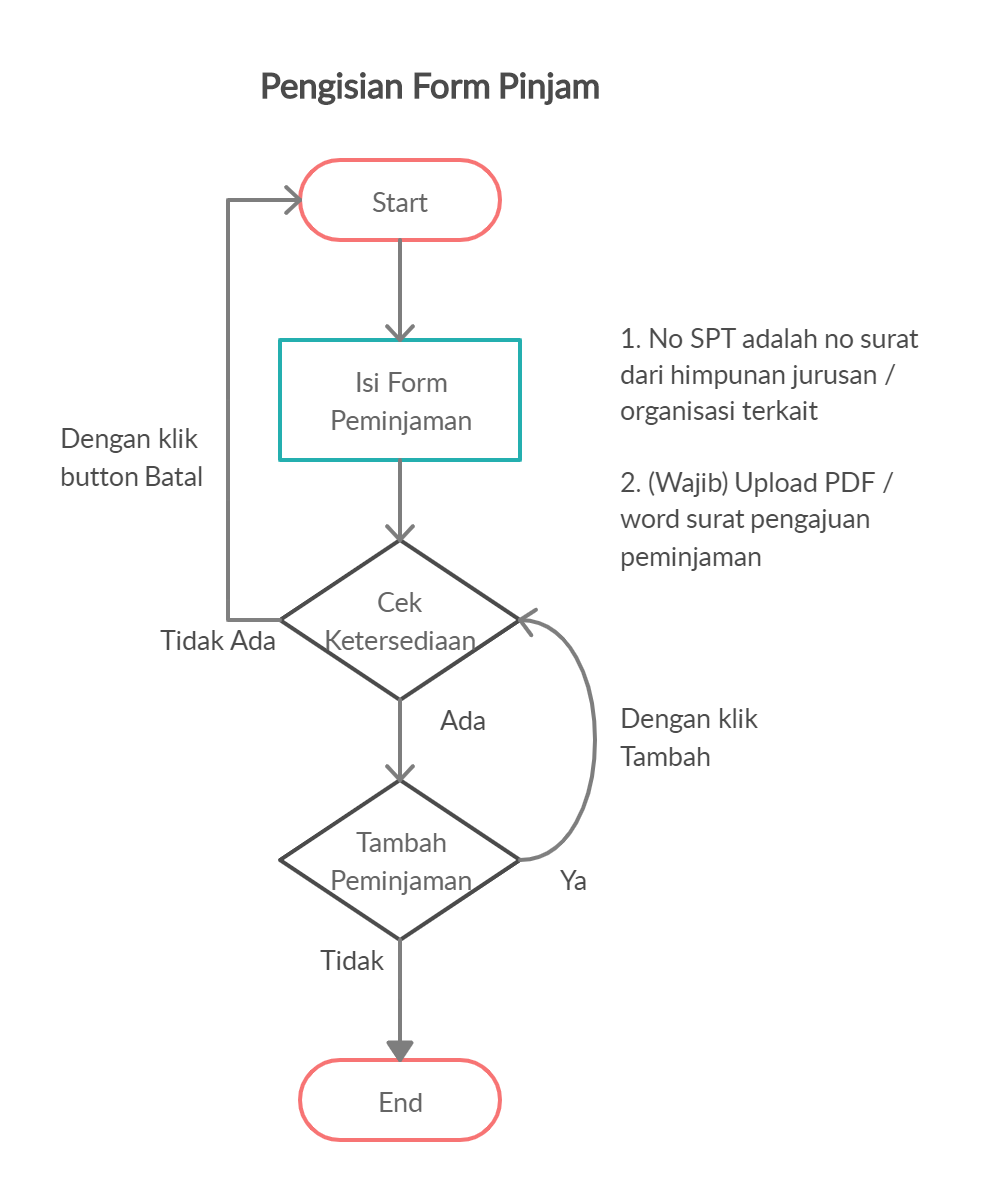 Pengisian Form Pinjam
Start
Isi Form
Peminjaman
1. No SPT adalah no surat
dari himpunan jurusan /
organisasi terkait
2. (Wajib) Upload PDF /
word surat pengajuan
peminjaman
Dengan klik
button Batal
Cek
Ketersediaan
Tidak Ada
Ada
Dengan klik
Tambah
Tambah
Peminjaman
Ya
Tidak
End